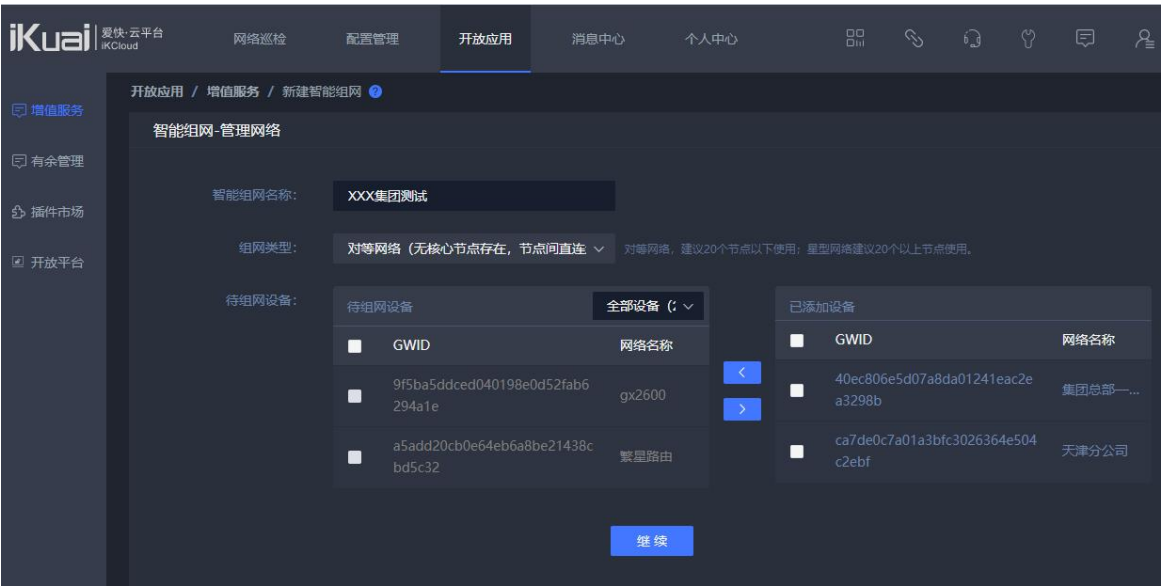 iKuai 爱快·云平台
iKCloud
网络巡检 配置管理 开放应用 消息中心 个人中心
增值服务
有余管理
插件市场
开放平台
开放应用 / 增值服务 / 新建智能组网 ?
智能组网-管理网络
智能组网名称: XXX集团测试
组网类型: 对等网络（无核心节点存在，节点间直连 对等网络，建议20个节点以下使用；星型网络建议20个以上节点使用。
待组网设备:
待组网设备 全部设备 (
GWID 网络名称
9f5ba5ddced040198e0d52fab6
294a1e
gx2600
a5add20cb0e64eb6a8be21438c
bd5c32
繁星路由
已添加设备
GWID 网络名称
40ec806e5d07a8da01241eac2e
a3298b
集团总部—...
ca7de0c7a01a3bfc3026364e504
c2ebf
天津分公司
继 续